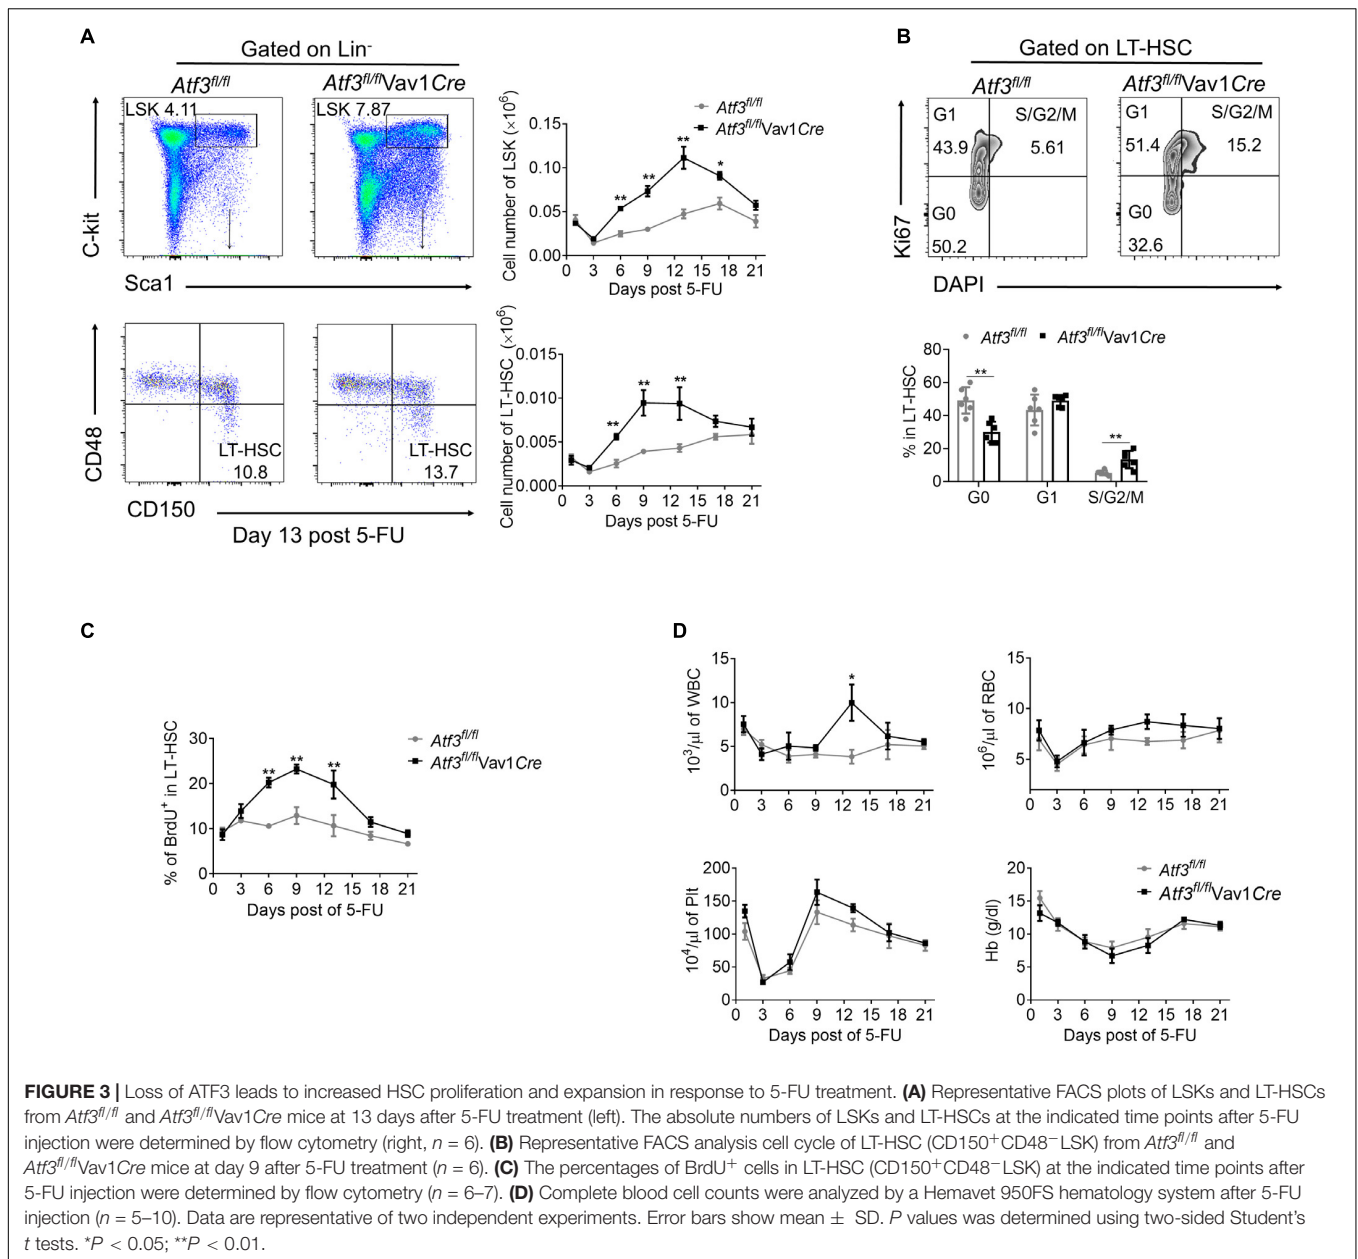 A
Gated on Lin-
Atf3fl/fl
Atf3fl/flVav1Cre
LSK 4.11
LSK 7.87
C-kit
Sca1
Atf3fl/fl
Atf3fl/flVav1Cre
Cell number of LSK (×10⁶)
0.15
0.10
0.05
0.00
** ** ** *
0 3 6 9 12 15 18 21
Days post 5-FU
CD48
LT-HSC
10.8
LT-HSC
13.7
CD150
Day 13 post 5-FU
Cell number of LT-HSC (×10⁶)
0.015
0.010
0.005
0.000
** ** **
0 3 6 9 12 15 18 21
Days post 5-FU
B
Gated on LT-HSC
Atf3fl/fl
Atf3fl/flVav1Cre
G1
S/G2/M
43.9
5.61
G0
50.2
G1
S/G2/M
51.4
15.2
G0
32.6
Ki67
DAPI
Atf3fl/fl
Atf3fl/flVav1Cre
% in LT-HSC
80
60
40
20
0
** **
G0 G1 S/G2/M
C
% of BrdU⁺ in LT-HSC
30
20
10
0
** ** **
Atf3fl/fl
Atf3fl/flVav1Cre
0 3 6 9 12 15 18 21
Days post of 5-FU
D
10³/µl of WBC
15
10
5
0
*
0 3 6 9 12 15 18 21
10⁶/µl of RBC
15
10
5
0 3 6 9 12 15 18 21
10⁴/µl of Plt
200
150
100
50
0
0 3 6 9 12 15 18 21
Days post of 5-FU
Hb (g/dl)
20
15
10
5
0
Atf3fl/fl
Atf3fl/flVav1Cre
0 3 6 9 12 15 18 21
Days post of 5-FU
FIGURE 3 | Loss of ATF3 leads to increased HSC proliferation and expansion in response to 5-FU treatment. (A) Representative FACS plots of LSKs and LT-HSCs
from Atf3fl/fl and Atf3fl/flVav1Cre mice at 13 days after 5-FU treatment (left). The absolute numbers of LSKs and LT-HSCs at the indicated time points after 5-FU
injection were determined by flow cytometry (right, n = 6). (B) Representative FACS analysis cell cycle of LT-HSC (CD150+CD48−LSK) from Atf3fl/fl and
Atf3fl/flVav1Cre mice at day 9 after 5-FU treatment (n = 6). (C) The percentages of BrdU+ cells in LT-HSC (CD150+CD48−LSK) at the indicated time points after
5-FU injection were determined by flow cytometry (n = 6–7). (D) Complete blood cell counts were analyzed by a Hemavet 950FS hematology system after 5-FU
injection (n = 5–10). Data are representative of two independent experiments. Error bars show mean ± SD. P values was determined using two-sided Student's
t tests. *P < 0.05; **P < 0.01.